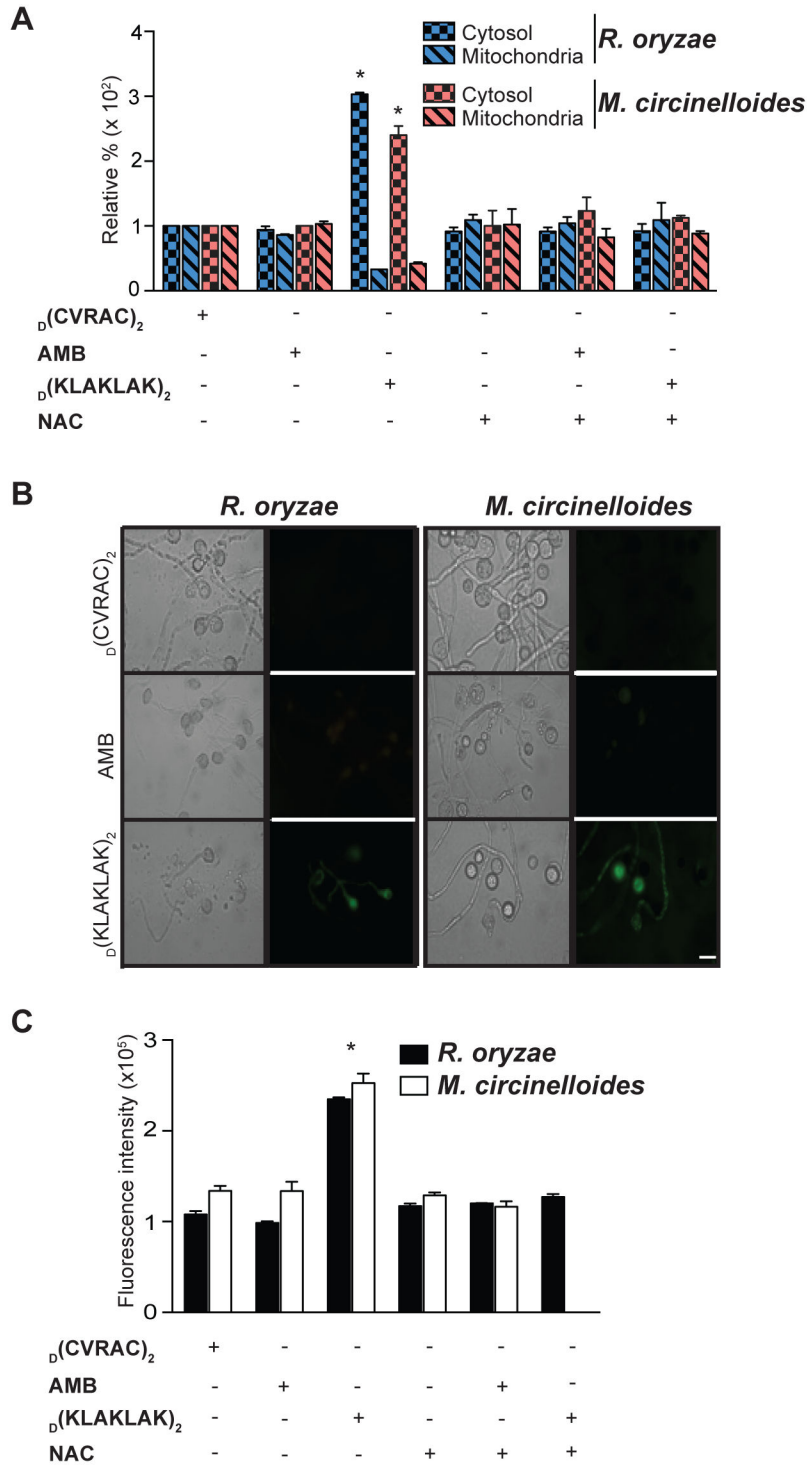 A
Cytosol
Mitochondria
R. oryzae
Cytosol
Mitochondria
M. circinelloides
Relative % (x 10²)
4
3
2
1
0
*
*
D(CVRAC)2 + - - - - -
AMB - + - - + -
D(KLAKLAK)2 - - + - - +
NAC - - - + + +
B
R. oryzae
M. circinelloides
D(CVRAC)2
AMB
D(KLAKLAK)2
C
Fluorescence intensity (x10⁵)
3
2
1
0
*
R. oryzae
M. circinelloides
D(CVRAC)2 + - - - - -
AMB - + - - + -
D(KLAKLAK)2 - - + - - +
NAC - - - + + +